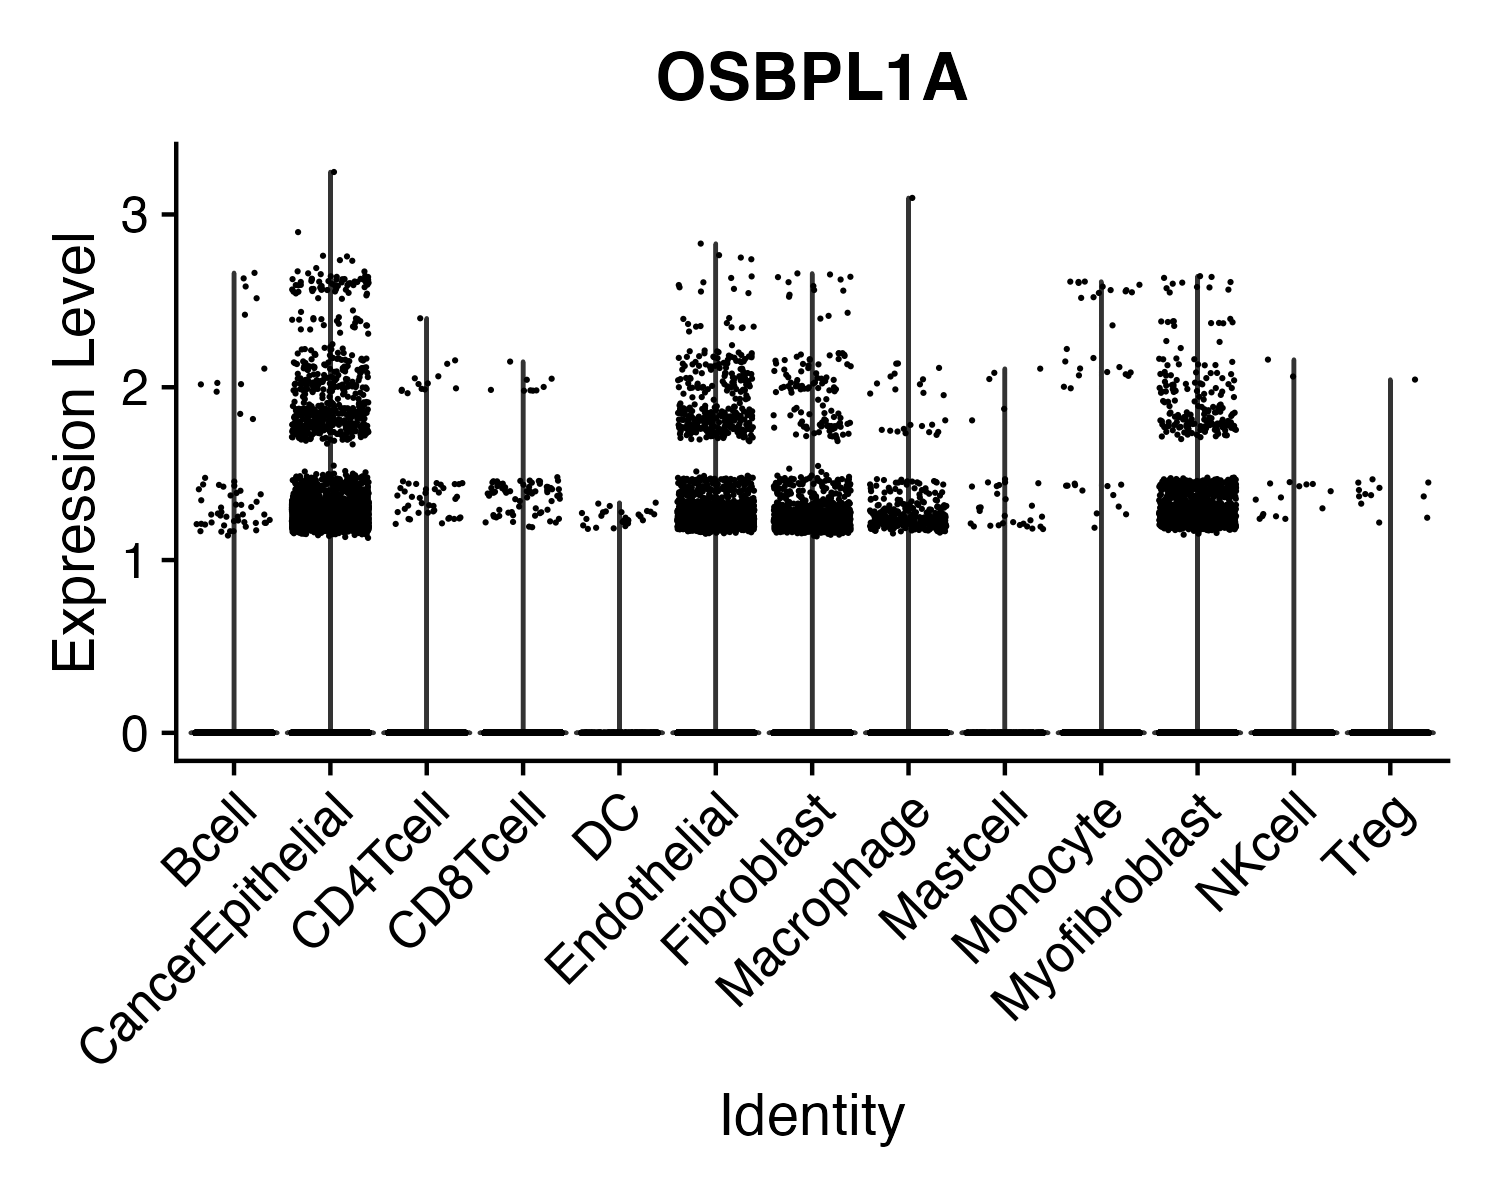 OSBPL1A
Expression Level
3
2
1
0
Bcell
CancerEpithelial
CD4Tcell
CD8Tcell
DC
Endothelial
Fibroblast
Macrophage
Mastcell
Monocyte
Myofibroblast
NKcell
Treg
Identity